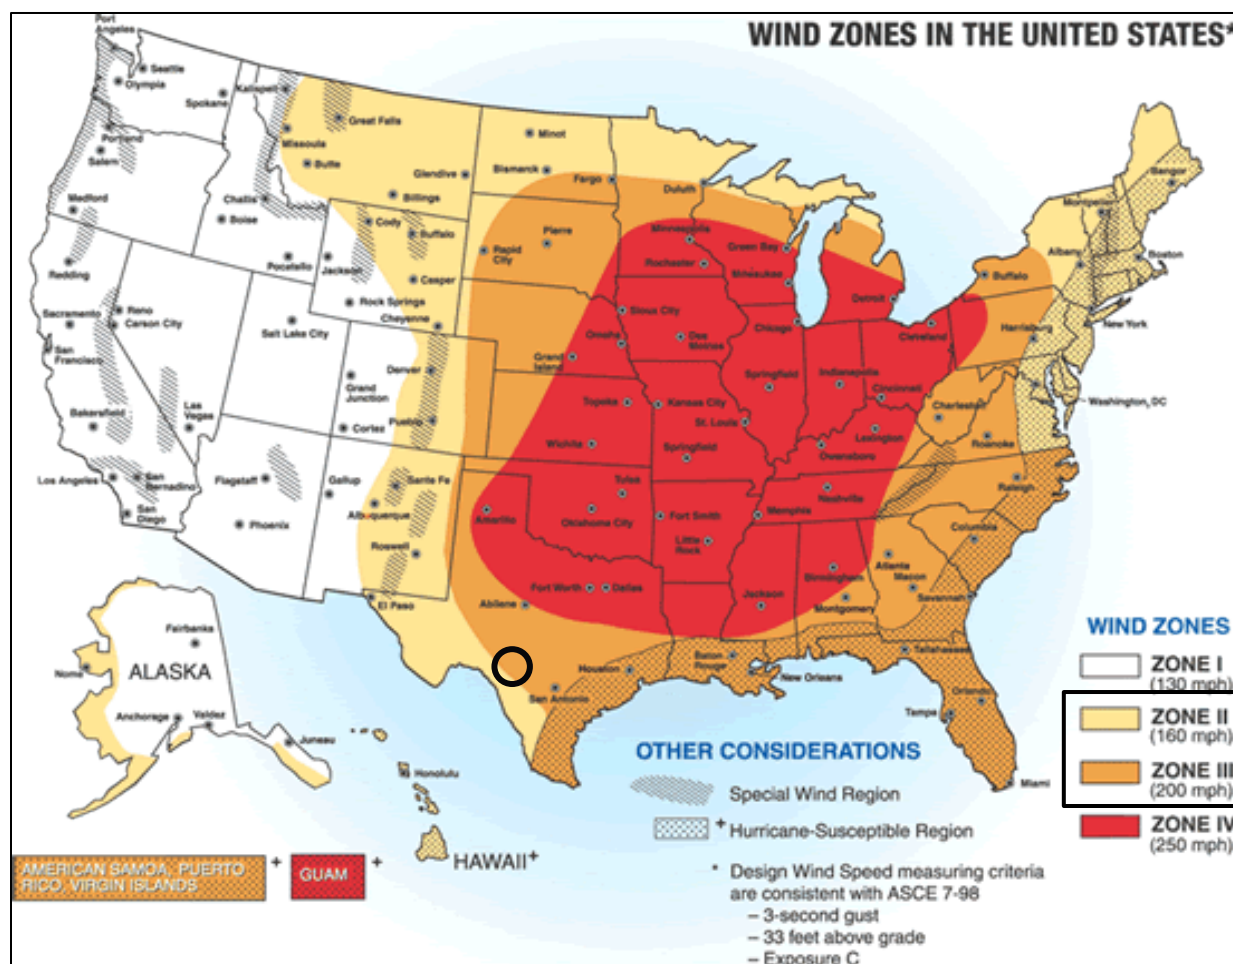 WIND ZONES IN THE UNITED STATES*
Port
Angeles
Seattle
Olympia
Spokane
Kalispell
Great Falls
Missoula
Butte
Glendive
Billings
Minot
Bismarck
Fargo
Duluth
Portland
Salem
Medford
Challis
Boise
Pocatello
Cody
Buffalo
Jackson
Casper
Rock Springs
Cheyenne
Rapid
City
Pierre
Minneapolis
Rochester
Green Bay
Milwaukee
Detroit
Buffalo
Albany
Montpelier
Bangor
Boston
New York
Harrisburg
Washington, DC
Redding
Reno
Carson City
Sacramento
San
Francisco
Salt Lake City
Grand
Junction
Cortez
Denver
Pueblo
Sioux City
Omaha
Grand
Island
Des
Moines
Chicago
Cleveland
Springfield
Indianapolis
Cincinnati
Charleston
Roanoke
Topeka
Kansas City
St. Louis
Lexington
Owensboro
Wichita
Springfield
Raleigh
Bakersfield
Las
Vegas
Los Angeles
San
Bernadino
San
Diego
Flagstaff
Phoenix
Gallup
Sante Fe
Albuquerque
Roswell
El Paso
Amarillo
Tulsa
Oklahoma City
Fort Smith
Little
Rock
Memphis
Nashville
Columbia
Atlanta
Macon
Savannah
Birmingham
Montgomery
Jackson
Fort Worth
Dallas
Abilene
Houston
San Antonio
Baton
Rouge
New Orleans
Tallahassee
Orlando
Tampa
Miami
Fairbanks
ALASKA
Nome
Anchorage
Valdez
Juneau
Honolulu
HAWAII+
AMERICAN SAMOA, PUERTO
RICO, VIRGIN ISLANDS
+
GUAM
+
WIND ZONES
ZONE I
(130 mph)
ZONE II
(160 mph)
ZONE III
(200 mph)
ZONE IV
(250 mph)
OTHER CONSIDERATIONS
Special Wind Region
+ Hurricane-Susceptible Region
* Design Wind Speed measuring criteria
are consistent with ASCE 7-98
– 3-second gust
– 33 feet above grade
– Exposure C